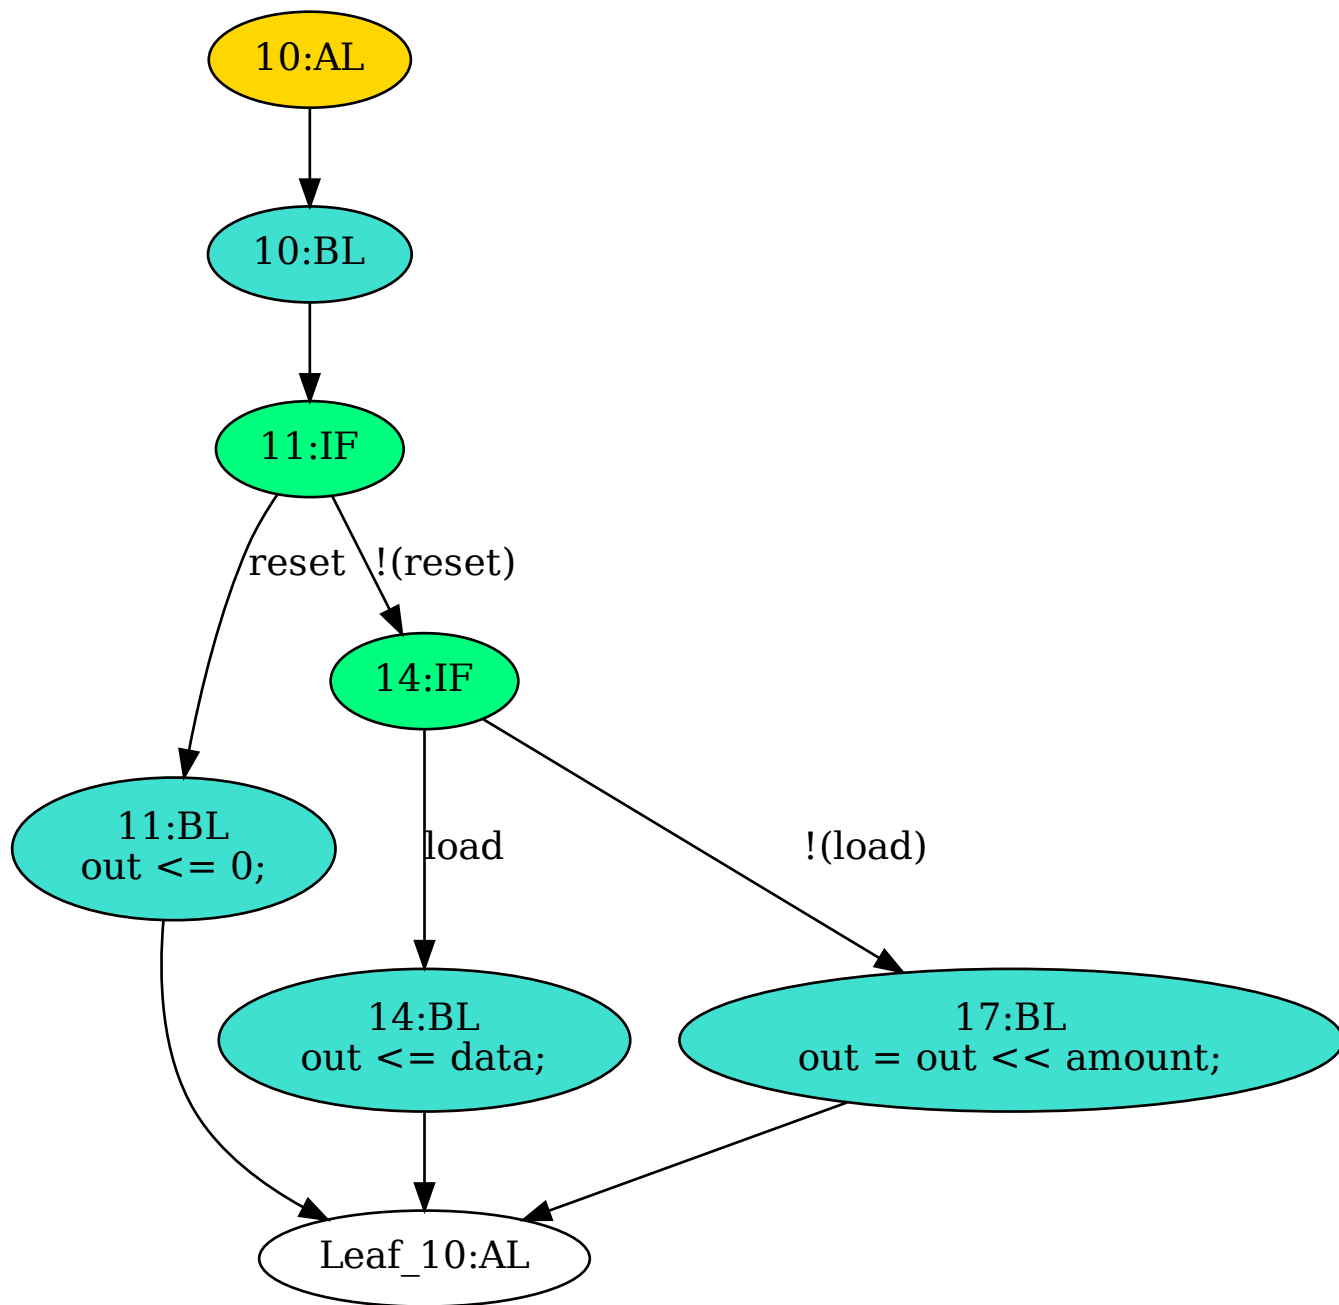 10:AL
10:BL
11:IF
reset
!(reset)
14:IF
11:BL
out <= 0;
load
!(load)
14:BL
out <= data;
17:BL
out = out << amount;
Leaf_10:AL